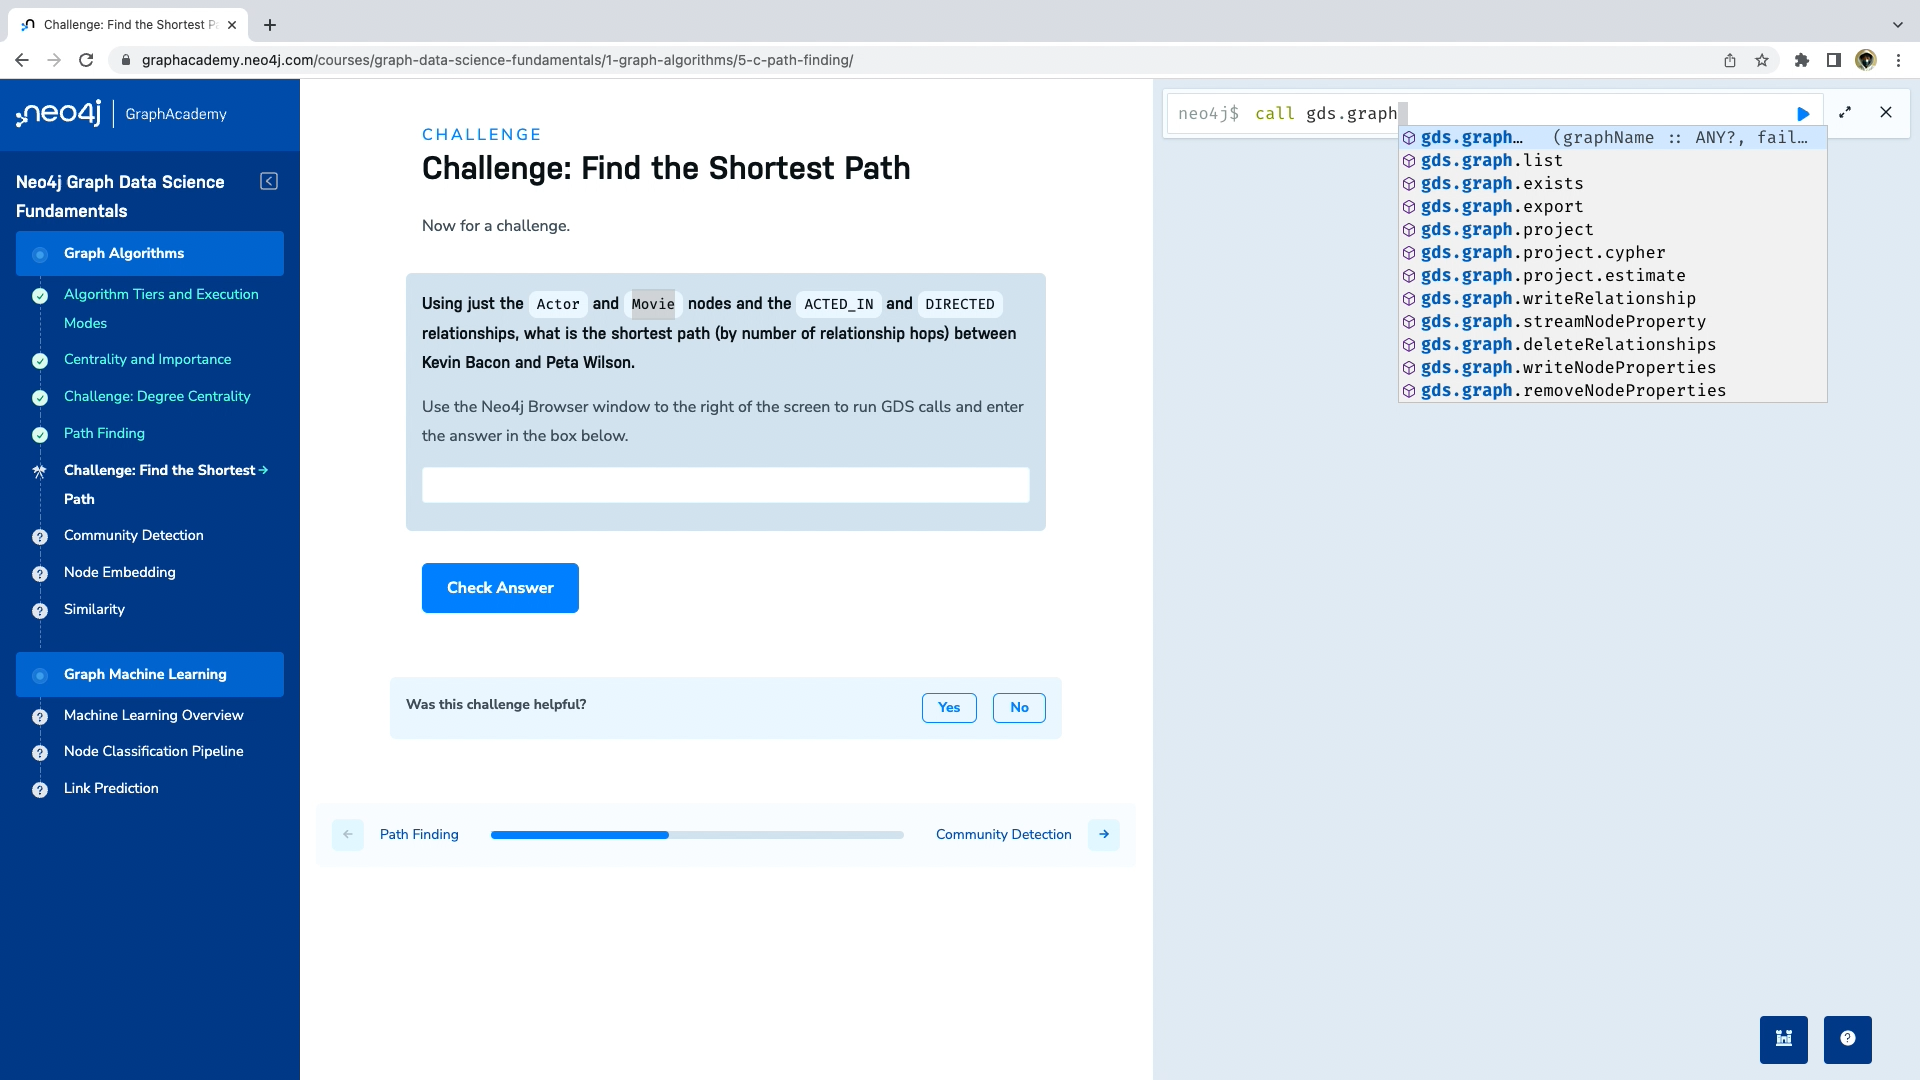 Challenge: Find the Shortest P
graphacademy.neo4j.com/courses/graph-data-science-fundamentals/1-graph-algorithms/5-c-path-finding/
neo4j GraphAcademy
Neo4j Graph Data Science
Fundamentals
Graph Algorithms
Algorithm Tiers and Execution
Modes
Centrality and Importance
Challenge: Degree Centrality
Path Finding
Challenge: Find the Shortest →
Path
? Community Detection
? Node Embedding
? Similarity
Graph Machine Learning
? Machine Learning Overview
? Node Classification Pipeline
? Link Prediction
CHALLENGE
Challenge: Find the Shortest Path
Now for a challenge.
Using just the Actor and Movie nodes and the ACTED_IN and DIRECTED
relationships, what is the shortest path (by number of relationship hops) between
Kevin Bacon and Peta Wilson.
Use the Neo4j Browser window to the right of the screen to run GDS calls and enter
the answer in the box below.
Check Answer
Was this challenge helpful? Yes No
← Path Finding Community Detection →
neo4j$ call gds.graph
gds.graph… (graphName :: ANY?, fail…
gds.graph.list
gds.graph.exists
gds.graph.export
gds.graph.project
gds.graph.project.cypher
gds.graph.project.estimate
gds.graph.writeRelationship
gds.graph.streamNodeProperty
gds.graph.deleteRelationships
gds.graph.writeNodeProperties
gds.graph.removeNodeProperties
?